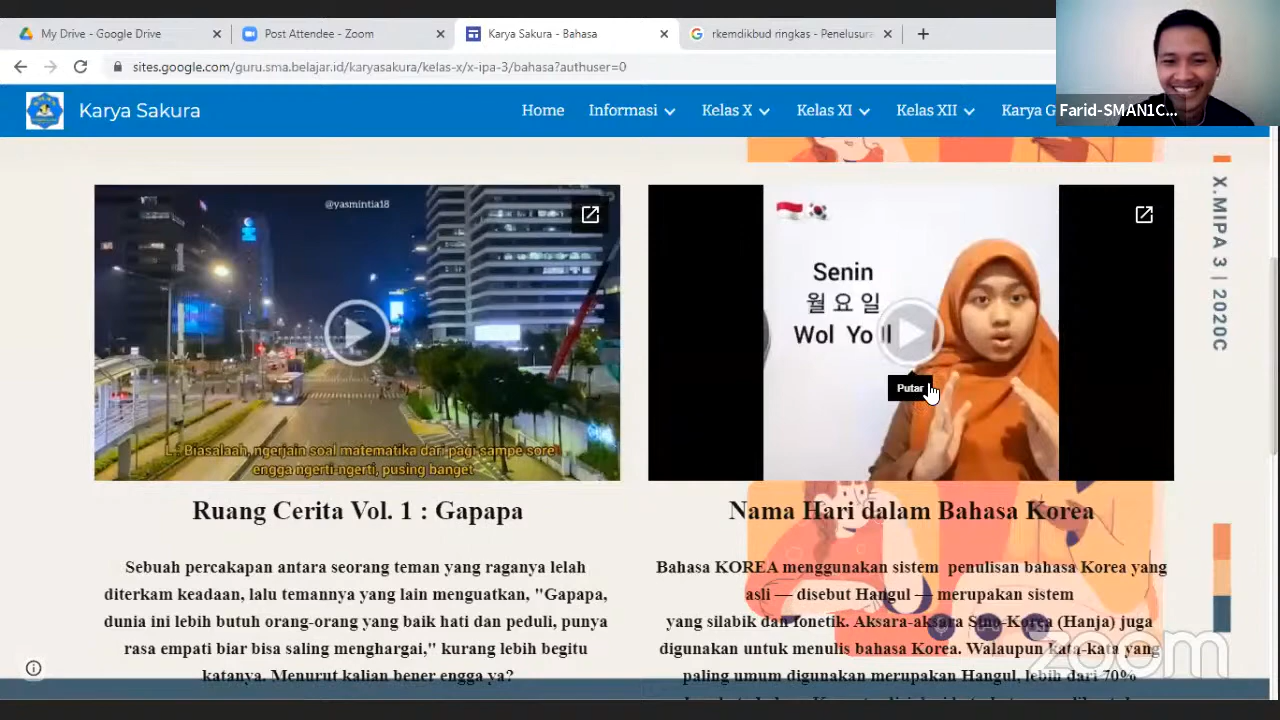 My Drive - Google Drive
Post Attendee - Zoom
Karya Sakura - Bahasa
rkemdikbud ringkas - Penelusura
sites.google.com/guru.sma.belajar.id/karyasakura/kelas-x/x-ipa-3/bahasa?authuser=0
Karya Sakura
Home
Informasi
Kelas X
Kelas XI
Kelas XII
Karya G
Farid-SMAN1C...
@yasmintia18
L : Biasalaah, ngerjain soal matematika dari pagi sampe sore
engga ngerti-ngerti, pusing banget
Senin
월요일
Wol Yo Il
Putar
X.MIPA 3 | 2020C
Ruang Cerita Vol. 1 : Gapapa
Sebuah percakapan antara seorang teman yang raganya lelah
diterkam keadaan, lalu temannya yang lain menguatkan, "Gapapa,
dunia ini lebih butuh orang-orang yang baik hati dan peduli, punya
rasa empati biar bisa saling menghargai," kurang lebih begitu
katanya. Menurut kalian bener engga ya?
Nama Hari dalam Bahasa Korea
Bahasa KOREA menggunakan sistem penulisan bahasa Korea yang
asli — disebut Hangul — merupakan sistem
yang silabik dan fonetik. Aksara-aksara Sino-Korea (Hanja) juga
digunakan untuk menulis bahasa Korea. Walaupun kata-kata yang
paling umum digunakan merupakan Hangul, lebih dari 70%
zoom